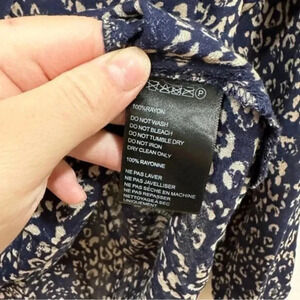 P
100% RAYON
DO NOT WASH
DO NOT BLEACH
DO NOT TUMBLE DRY
DO NOT IRON
DRY CLEAN ONLY
100% RAYONNE
NE PAS LAVER
NE PAS JAVELLISER
NE PAS SÉCHE EN MACHINE
NE PAS REPASSER
NETTOYAGE A SEC
UNIQUEMENT